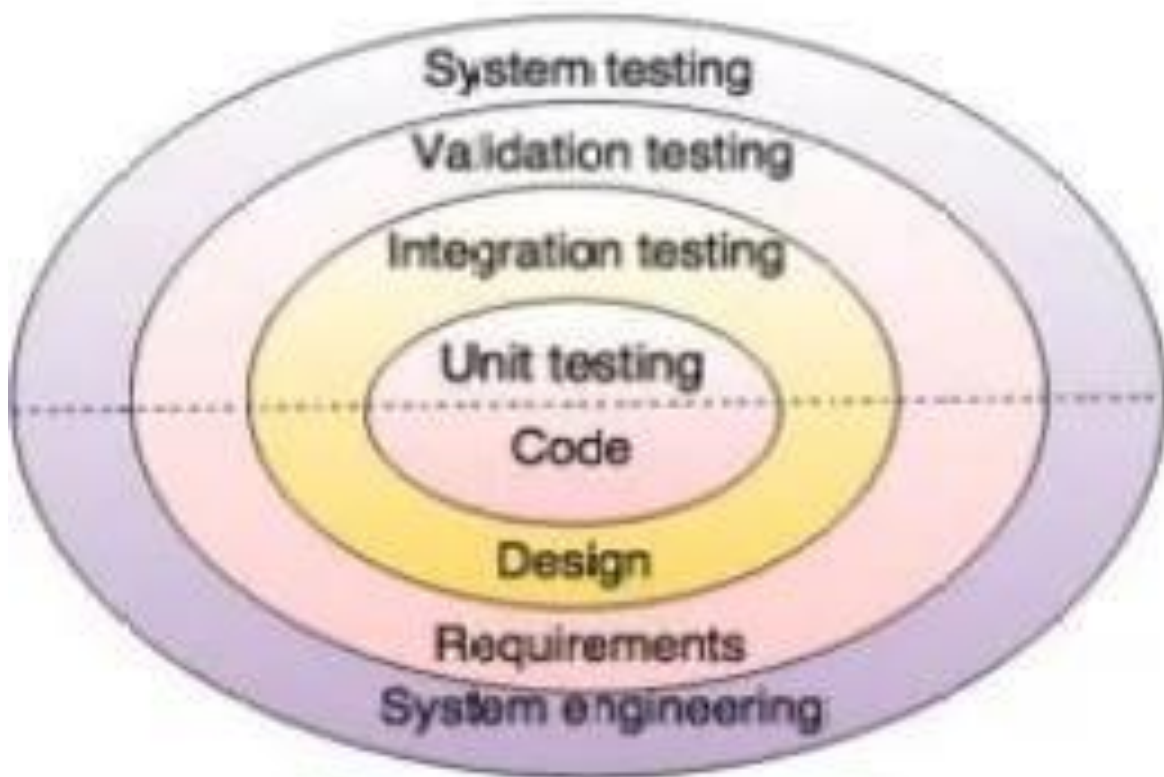 System testing
Validation testing
Integration testing
Unit testing
Code
Design
Requirements
System engineering